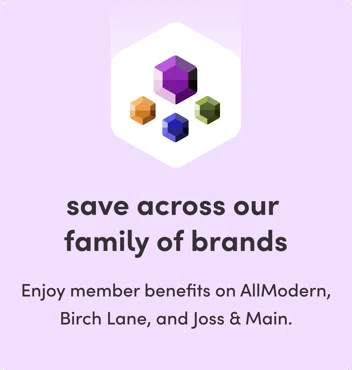 save across our
family of brands
Enjoy member benefits on AllModern,
Birch Lane, and Joss & Main.